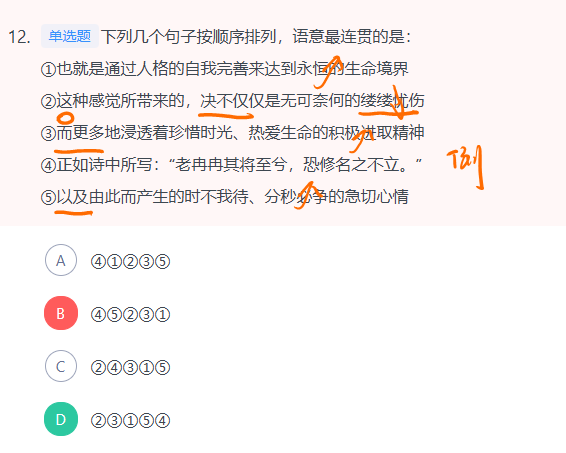 12. 单选题 下列几个句子按顺序排列，语意最连贯的是：
①也就是通过人格的自我完善来达到永恒的生命境界
②这种感觉所带来的，决不仅仅是无可奈何的缕缕忧伤
③而更多地浸透着珍惜时光、热爱生命的积极进取精神
④正如诗中所写：“老冉冉其将至兮，恐修名之不立。”
倒
⑤以及由此而产生的时不我待、分秒必争的急切心情
A ④①②③⑤
B ④⑤②③①
C ②④③①⑤
D ②③①⑤④